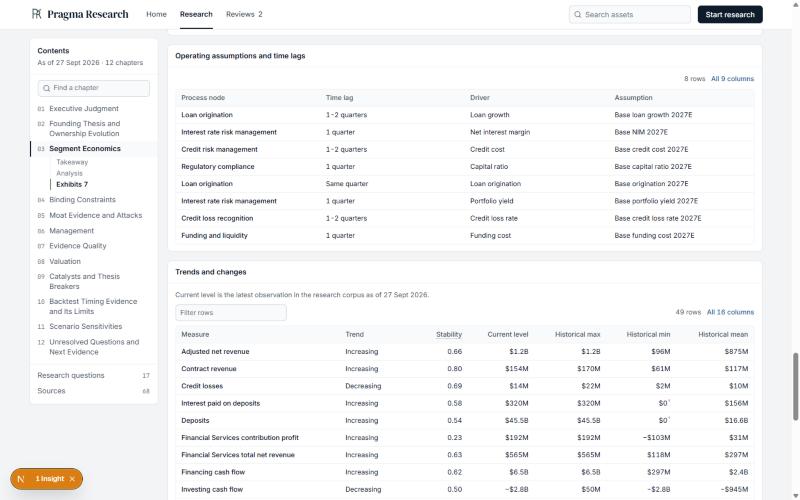 Pragma Research
Home
Research
Reviews 2
Search assets
Start research
Contents
As of 27 Sept 2026 · 12 chapters
Find a chapter
01 Executive Judgment
02 Founding Thesis and
Ownership Evolution
03 Segment Economics
Takeaway
Analysis
Exhibits 7
04 Binding Constraints
05 Moat Evidence and Attacks
06 Management
07 Evidence Quality
08 Valuation
09 Catalysts and Thesis
Breakers
10 Backtest Timing Evidence
and Its Limits
11 Scenario Sensitivities
12 Unresolved Questions and
Next Evidence
Research questions 17
Sources 68
N 1 Insight ×
Operating assumptions and time lags
8 rows All 9 columns
Process node Time lag Driver Assumption
Loan origination 1-2 quarters Loan growth Base loan growth 2027E
Interest rate risk management 1 quarter Net interest margin Base NIM 2027E
Credit risk management 1-2 quarters Credit cost Base credit cost 2027E
Regulatory compliance 1 quarter Capital ratio Base capital ratio 2027E
Loan origination Same quarter Loan origination Base origination 2027E
Interest rate risk management 1 quarter Portfolio yield Base portfolio yield 2027E
Credit loss recognition 1-2 quarters Credit loss rate Base credit loss rate 2027E
Funding and liquidity 1 quarter Funding cost Base funding cost 2027E
Trends and changes
Current level is the latest observation in the research corpus as of 27 Sept 2026.
Filter rows
49 rows All 16 columns
Measure Trend Stability Current level Historical max Historical min Historical mean
Adjusted net revenue Increasing 0.66 $1.2B $1.2B $96M $875M
Contract revenue Increasing 0.80 $154M $170M $61M $117M
Credit losses Decreasing 0.69 $14M $22M $2M $10M
Interest paid on deposits Increasing 0.58 $320M $320M $0* $156M
Deposits Increasing 0.54 $45.5B $45.5B $0* $16.6B
Financial Services contribution profit Increasing 0.23 $192M $192M −$103M $31M
Financial Services total net revenue Increasing 0.63 $565M $565M $118M $297M
Financing cash flow Increasing 0.62 $6.5B $6.5B $297M $2.4B
Investing cash flow Decreasing 0.50 −$2.8B $50M −$2.8B −$945M